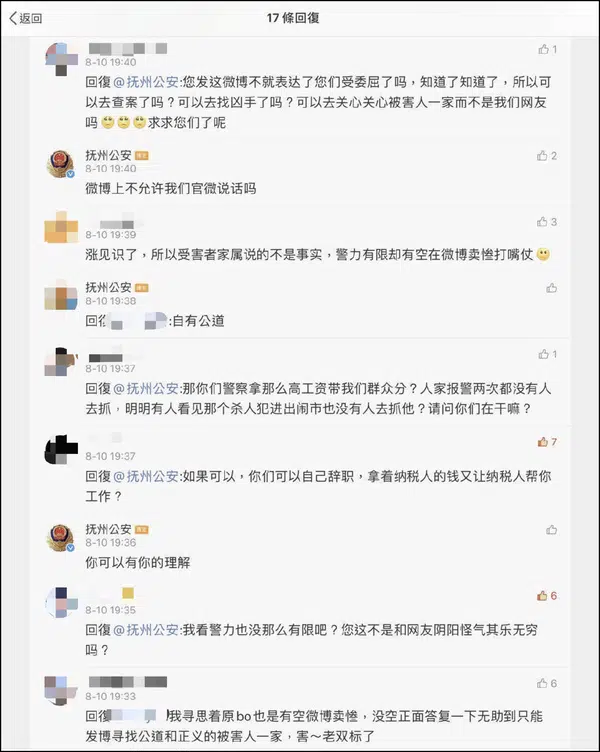 返回
17 條回復
8-10 19:40
1
回復@抚州公安:您发这微博不就表达了您们受委屈了吗，知道了知道了，所以可
以去查案了吗？可以去找凶手了吗？可以去关心关心被害人一家而不是我们网友
吗 求求您们了呢
抚州公安
8-10 19:40
2
微博上不允许我们官微说话吗
8-10 19:39
3
涨见识了，所以受害者家属说的不是事实，警力有限却有空在微博卖惨打嘴仗
抚州公安
8-10 19:38
回復 :自有公道
8-10 19:37
1
回復@抚州公安:那你们警察拿那么高工资带我们群众分？人家报警两次都没有人
去抓，明明有人看见那个杀人犯进出闹市也没有人去抓他？请问你们在干嘛？
8-10 19:37
7
回復@抚州公安:如果可以，你们可以自己辞职，拿着纳税人的钱又让纳税人帮你
工作？
抚州公安
8-10 19:36
你可以有你的理解
8-10 19:35
6
回復@抚州公安:我看警力也没那么有限吧？您这不是和网友阴阳怪气其乐无穷
吗？
8-10 19:33
6
回復 我寻思着原bo也是有空微博卖惨，没空正面答复一下无助到只能
发博寻找公道和正义的被害人一家，害～老双标了